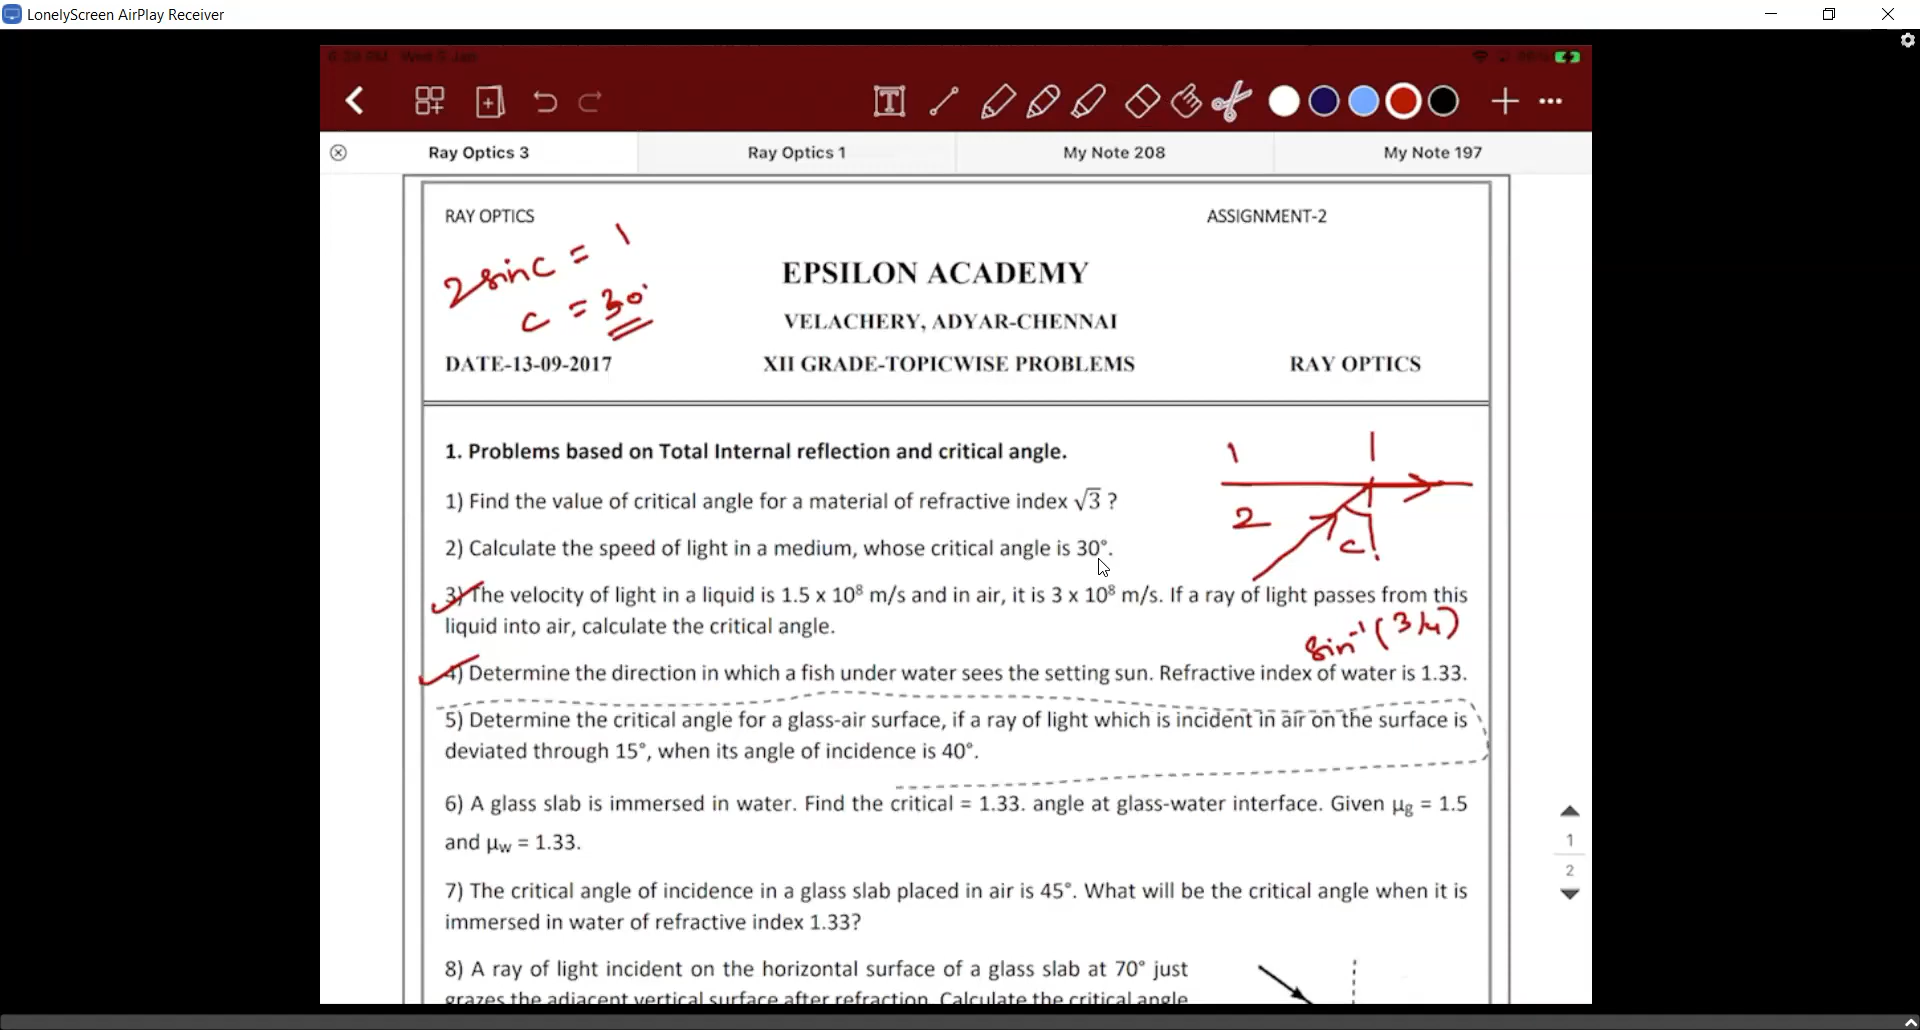 LonelyScreen AirPlay Receiver
Ray Optics 3
Ray Optics 1
My Note 208
My Note 197
RAY OPTICS
ASSIGNMENT-2
2 sin c = 1
c = 30°
EPSILON ACADEMY
VELACHERY, ADYAR-CHENNAI
DATE-13-09-2017
XII GRADE-TOPICWISE PROBLEMS
RAY OPTICS
1. Problems based on Total Internal reflection and critical angle.
1
2
c
1) Find the value of critical angle for a material of refractive index √3 ?
2) Calculate the speed of light in a medium, whose critical angle is 30°.
3) The velocity of light in a liquid is 1.5 x 10⁸ m/s and in air, it is 3 x 10⁸ m/s. If a ray of light passes from this
liquid into air, calculate the critical angle.
sin⁻¹(3/4)
4) Determine the direction in which a fish under water sees the setting sun. Refractive index of water is 1.33.
5) Determine the critical angle for a glass-air surface, if a ray of light which is incident in air on the surface is
deviated through 15°, when its angle of incidence is 40°.
6) A glass slab is immersed in water. Find the critical = 1.33. angle at glass-water interface. Given μg = 1.5
and μw = 1.33.
7) The critical angle of incidence in a glass slab placed in air is 45°. What will be the critical angle when it is
immersed in water of refractive index 1.33?
8) A ray of light incident on the horizontal surface of a glass slab at 70° just
grazes the adjacent vertical surface after refraction. Calculate the critical angle
1
2